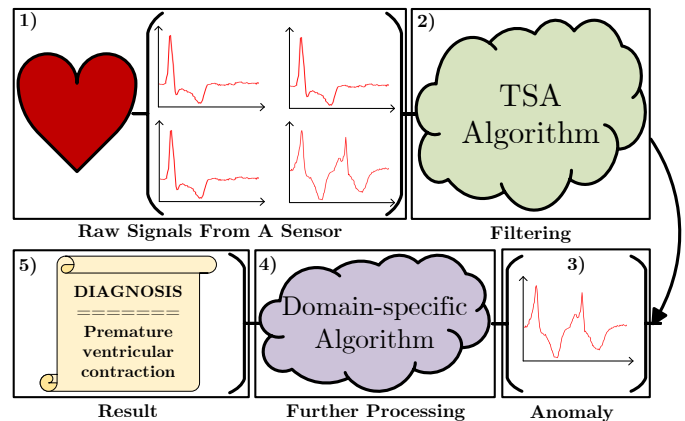 1)
Raw Signals From A Sensor
2)
TSA
Algorithm
Filtering
3)
Anomaly
4)
Domain-specific
Algorithm
Further Processing
5)
DIAGNOSIS
=======
Premature
ventricular
contraction
Result